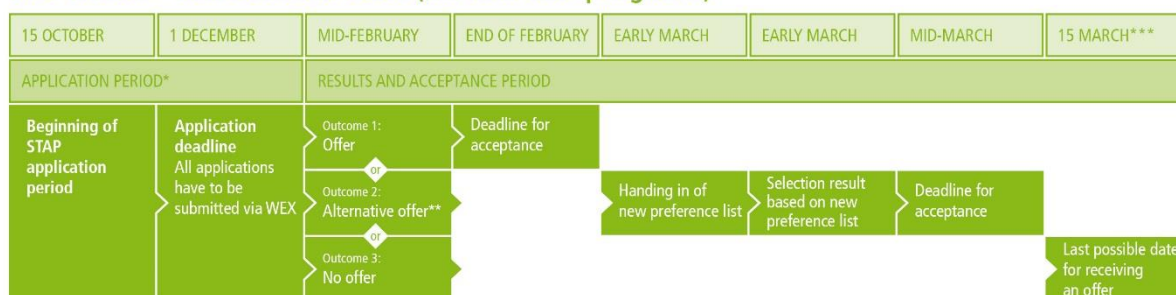 15 OCTOBER
1 DECEMBER
MID-FEBRUARY
END OF FEBRUARY
EARLY MARCH
EARLY MARCH
MID-MARCH
15 MARCH***
APPLICATION PERIOD*
RESULTS AND ACCEPTANCE PERIOD
Beginning of
STAP
application
period
Application
deadline
All applications
have to be
submitted via WEX
Outcome 1:
Offer
Deadline for
acceptance
or
Outcome 2:
Alternative offer**
Handing in of
new preference list
Selection result
based on new
preference list
Deadline for
acceptance
or
Outcome 3:
No offer
Last possible date
for receiving
an offer